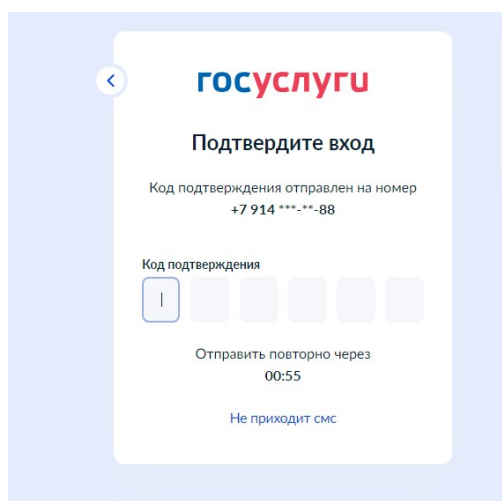 госуслуги
Подтвердите вход
Код подтверждения отправлен на номер
+7 914 ***-**-88
Код подтверждения
Отправить повторно через
00:55
Не приходит смс